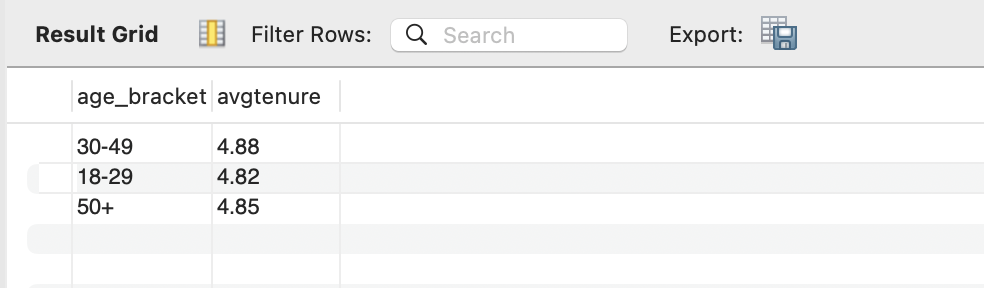 Result Grid Filter Rows: Search Export:
age_bracket avgtenure
30-49 4.88
18-29 4.82
50+ 4.85